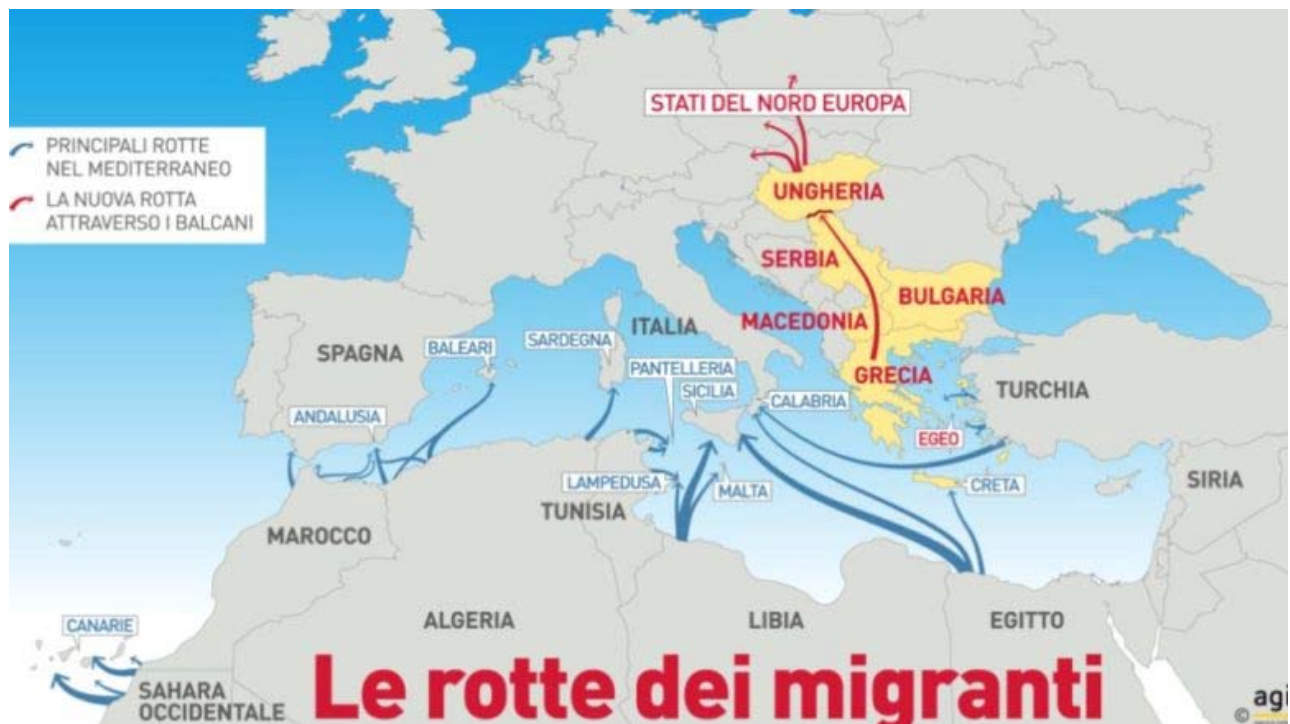 STATI DEL NORD EUROPA
PRINCIPALI ROTTE
NEL MEDITERRANEO
LA NUOVA ROTTA
ATTRAVERSO I BALCANI
UNGHERIA
SERBIA
BULGARIA
MACEDONIA
ITALIA
SARDEGNA
BALEARI
SPAGNA
PANTELLERIA
SICILIA
GRECIA
TURCHIA
CALABRIA
ANDALUSIA
EGEO
LAMPEDUSA
MALTA
CRETA
SIRIA
TUNISIA
MAROCCO
ALGERIA
LIBIA
EGITTO
CANARIE
SAHARA
OCCIDENTALE
Le rotte dei migranti
agi
©